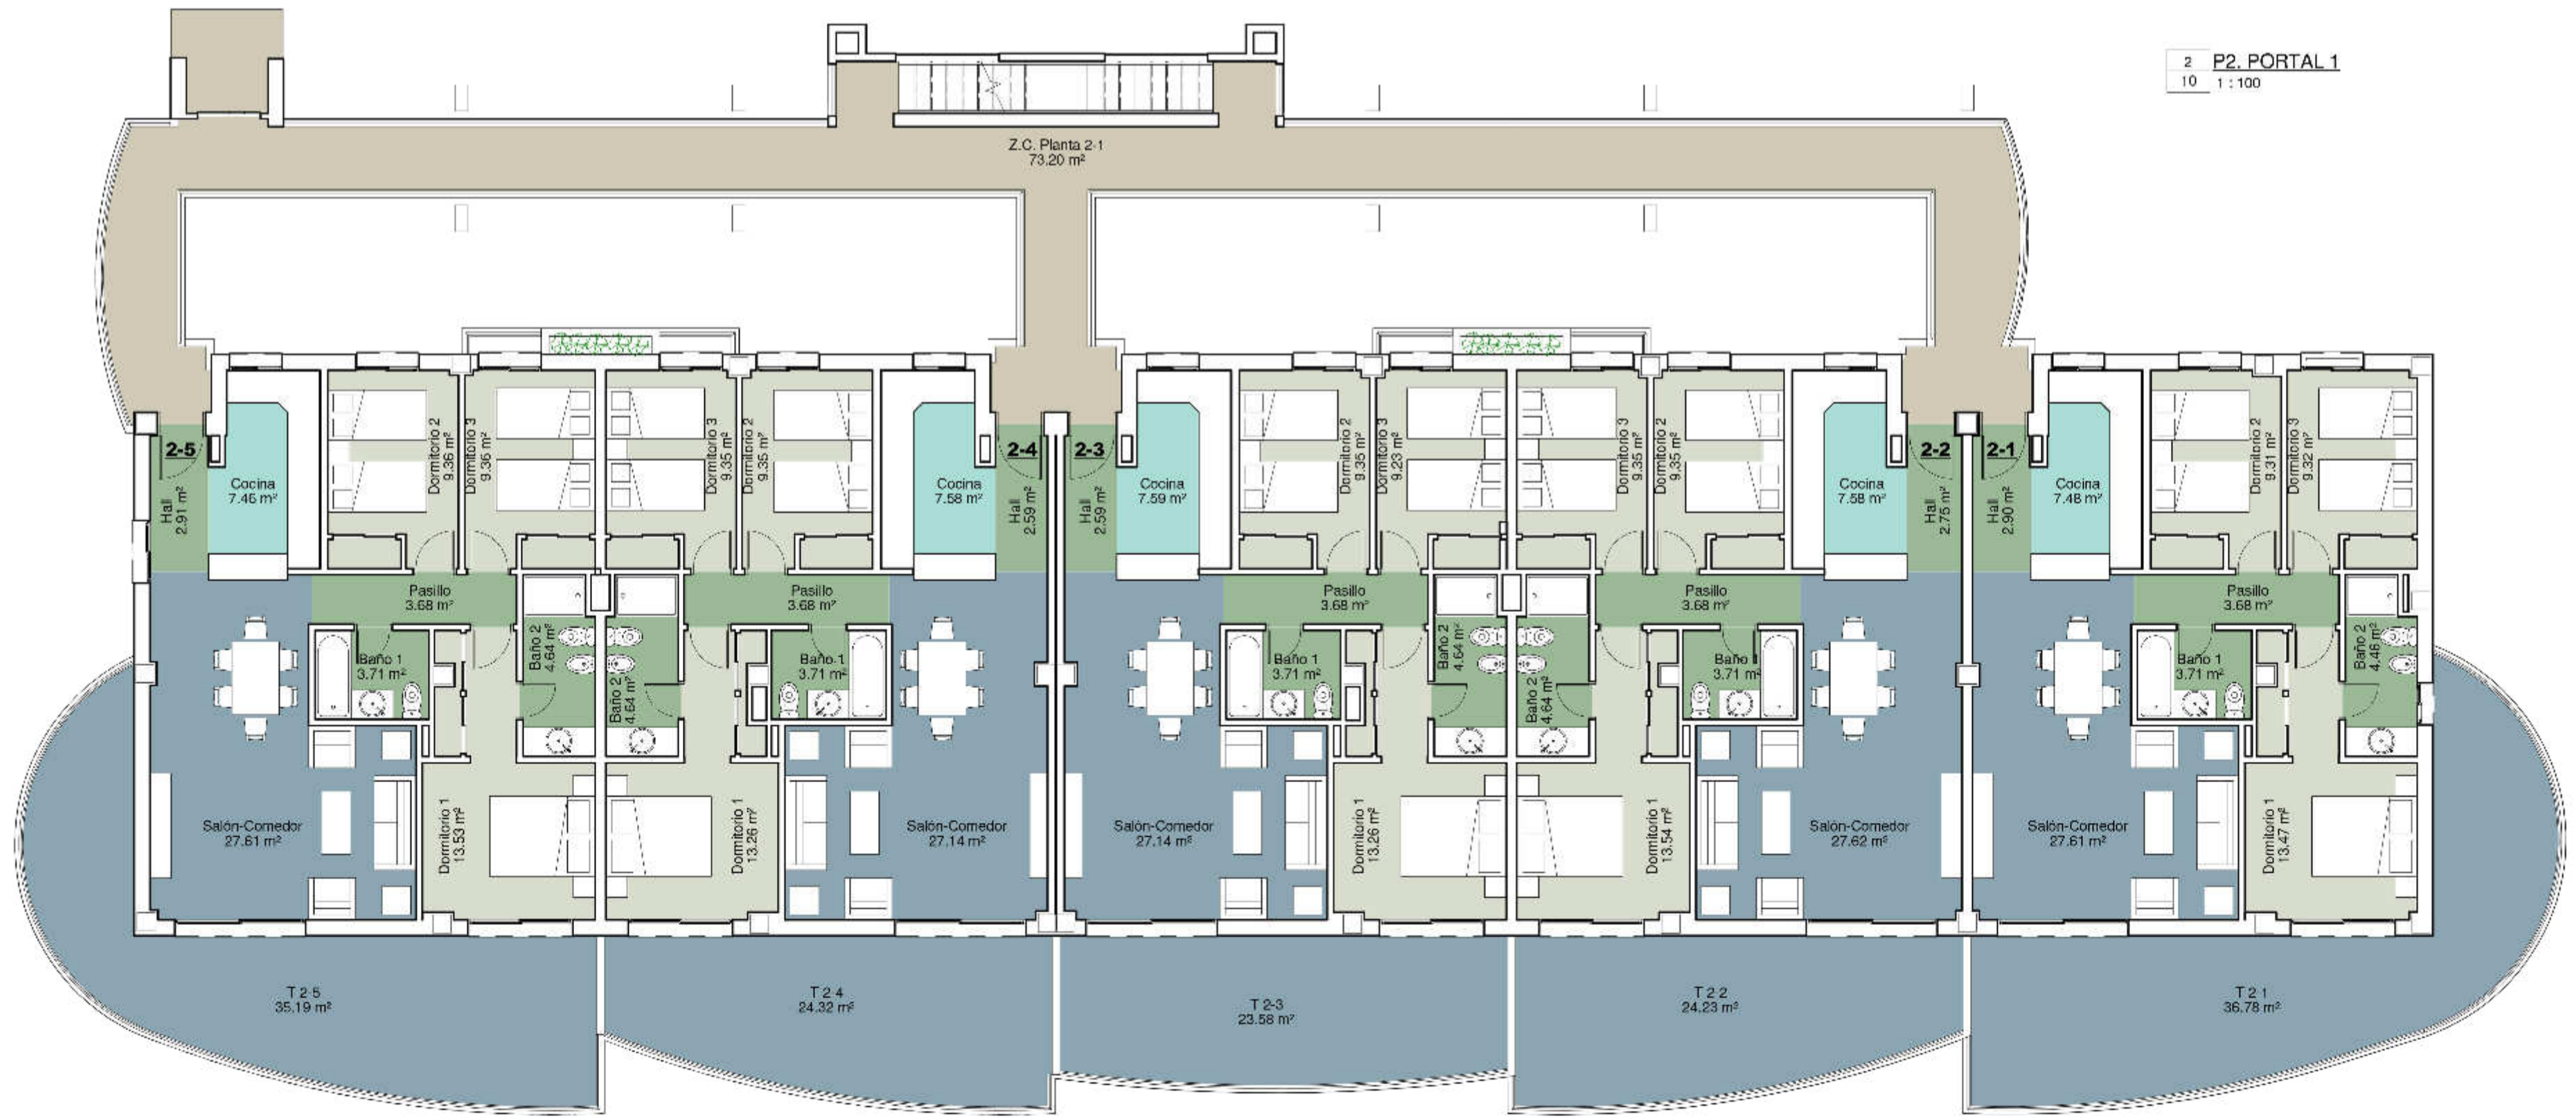 2 P2. PORTAL 1
10 1 : 100
Z.C. Planta 2-1
73.20 m²
2-5
Hall
2.91 m²
Cocina
7.46 m²
Dormitorio 2
9.36 m²
Dormitorio 3
9.36 m²
Pasillo
3.68 m²
Baño 1
3.71 m²
Baño 2
4.64 m²
Salón-Comedor
27.61 m²
Dormitorio 1
13.53 m²
T 2-5
35.19 m²
Dormitorio 3
9.35 m²
Dormitorio 2
9.35 m²
Cocina
7.58 m²
2-4
Hall
2.59 m²
Pasillo
3.68 m²
Baño 2
4.64 m²
Baño 1
3.71 m²
Dormitorio 1
13.26 m²
Salón-Comedor
27.14 m²
T 2-4
24.32 m²
2-3
Hall
2.59 m²
Cocina
7.59 m²
Dormitorio 2
9.35 m²
Dormitorio 3
9.23 m²
Pasillo
3.68 m²
Baño 1
3.71 m²
Baño 2
4.64 m²
Salón-Comedor
27.14 m²
Dormitorio 1
13.26 m²
T 2-3
23.58 m²
Dormitorio 3
9.35 m²
Dormitorio 2
9.35 m²
Cocina
7.58 m²
2-2
Hall
2.75 m²
Pasillo
3.68 m²
Baño 2
4.64 m²
Baño 1
3.71 m²
Dormitorio 1
13.54 m²
Salón-Comedor
27.62 m²
T 2 2
24.23 m²
2-1
Hall
2.90 m²
Cocina
7.48 m²
Dormitorio 2
9.31 m²
Dormitorio 3
9.32 m²
Pasillo
3.68 m²
Baño 1
3.71 m²
Baño 2
4.46 m²
Salón-Comedor
27.61 m²
Dormitorio 1
13.47 m²
T 2 1
36.78 m²